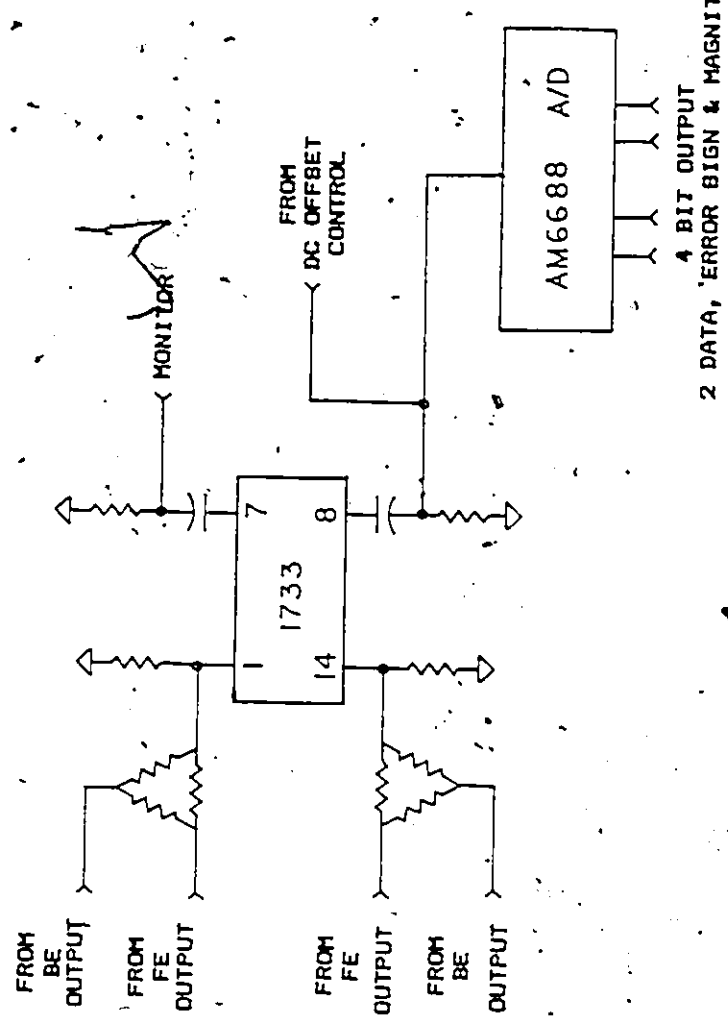 FROM
BE
OUTPUT
FROM
FE
OUTPUT
FROM
FE
OUTPUT
FROM
BE
OUTPUT
1
7
1733
14
8
MONITOR
FROM
DC OFFSET
CONTROL
AM6688 A/D
4 BIT OUTPUT
2 DATA, ERROR BIGN & MAGNIT